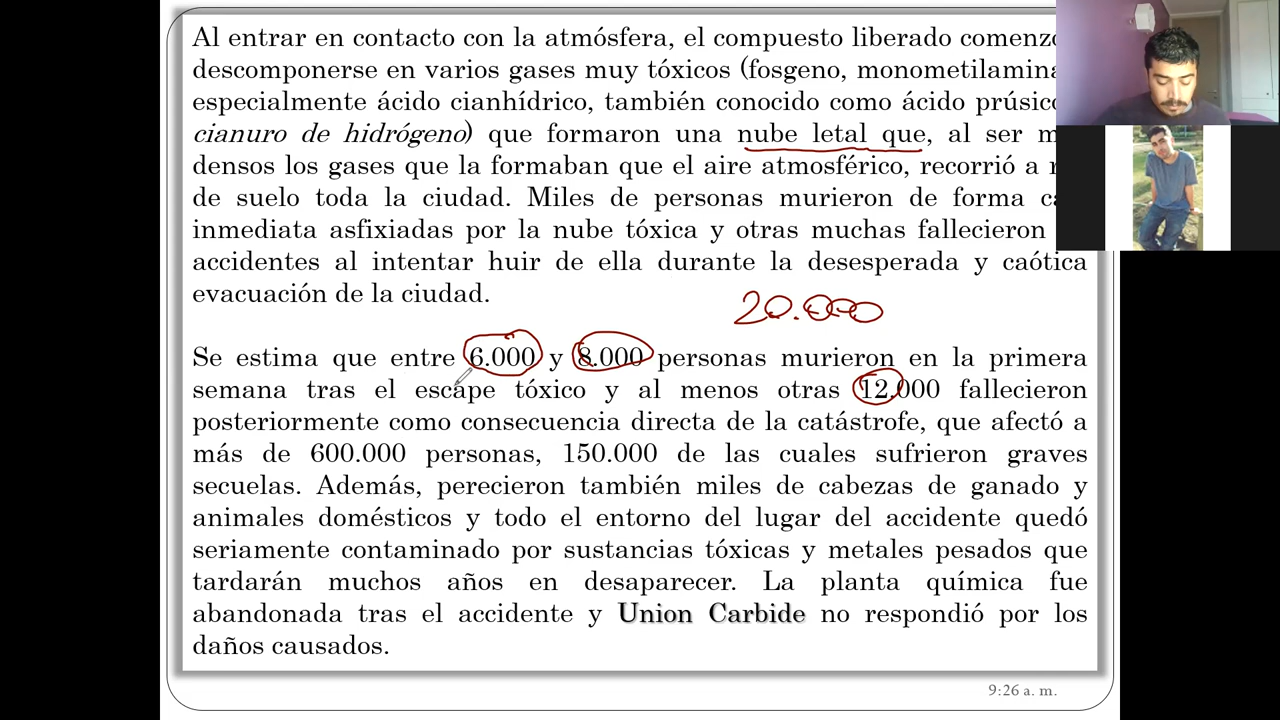 Al entrar en contacto con la atmósfera, el compuesto liberado
descomponerse en varios gases muy tóxicos (fosgeno, monometilamina
especialmente ácido cianhídrico, también conocido como ácido prúsico
cianuro de hidrógeno) que formaron una nube letal que, al ser
densos los gases que la formaban que el aire atmosférico, recorrió a
de suelo toda la ciudad. Miles de personas murieron de forma
inmediata asfixiadas por la nube tóxica y otras muchas fallecieron
accidentes al intentar huir de ella durante la desesperada y caótica
evacuación de la ciudad.
20.000
Se estima que entre 6.000 y 8.000 personas murieron en la primera
semana tras el escape tóxico y al menos otras 12.000 fallecieron
posteriormente como consecuencia directa de la catástrofe, que afectó a
más de 600.000 personas, 150.000 de las cuales sufrieron graves
secuelas. Además, perecieron también miles de cabezas de ganado y
animales domésticos y todo el entorno del lugar del accidente quedó
seriamente contaminado por sustancias tóxicas y metales pesados que
tardarán muchos años en desaparecer. La planta química fue
abandonada tras el accidente y Union Carbide no respondió por los
daños causados.
9:26 a. m.